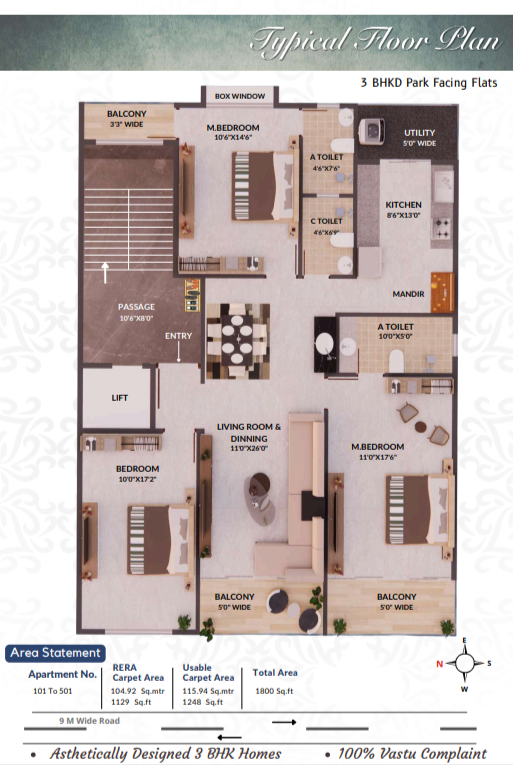 Typical Floor Plan
3 BHKD Park Facing Flats
BOX WINDOW
BALCONY
3'3" WIDE
M.BEDROOM
10'6"X14'6"
A TOILET
4'6"X7'6"
UTILITY
5'0" WIDE
C TOILET
4'6"X6'9"
KITCHEN
8'6"X13'0"
MANDIR
PASSAGE
10'6"X8'0"
ENTRY
A TOILET
10'0"X5'0"
LIFT
LIVING ROOM &
DINNING
11'0"X26'0"
M.BEDROOM
11'0"X17'6"
BEDROOM
10'0"X17'2"
BALCONY
5'0" WIDE
BALCONY
5'0" WIDE
Area Statement
Apartment No.
101 To 501
RERA
Carpet Area
104.92 Sq.mtr
1129 Sq.ft
Usable
Carpet Area
115.94 Sq.mtr
1248 Sq.ft
Total Area
1800 Sq.ft
E
N
S
W
9 M Wide Road
• Asthetically Designed 3 BHK Homes
• 100% Vastu Complaint